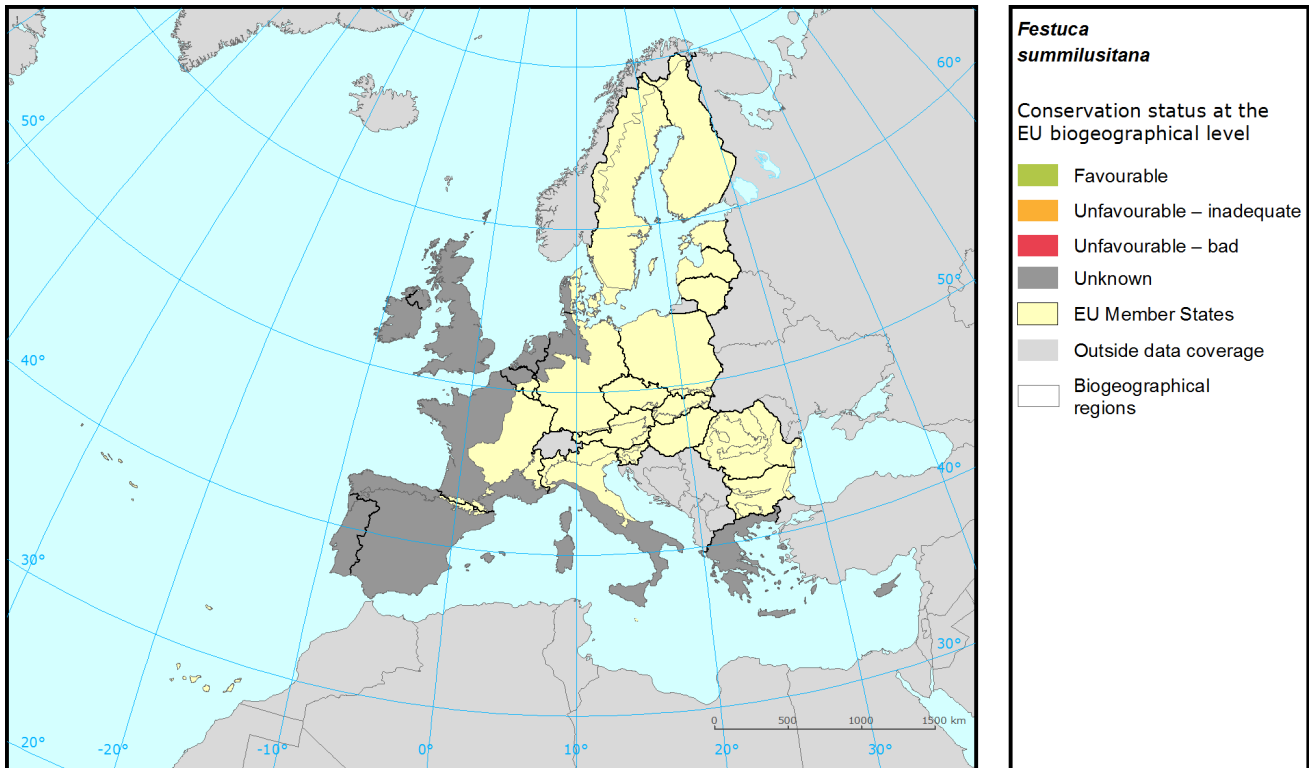 60°
50°
50°
40°
40°
30°
30°
20°
-20°
-10°
0°
10°
20°
30°
0
500
1000
1500 km
Festuca
summilusitana
Conservation status at the
EU biogeographical level
Favourable
Unfavourable – inadequate
Unfavourable – bad
Unknown
EU Member States
Outside data coverage
Biogeographical
regions